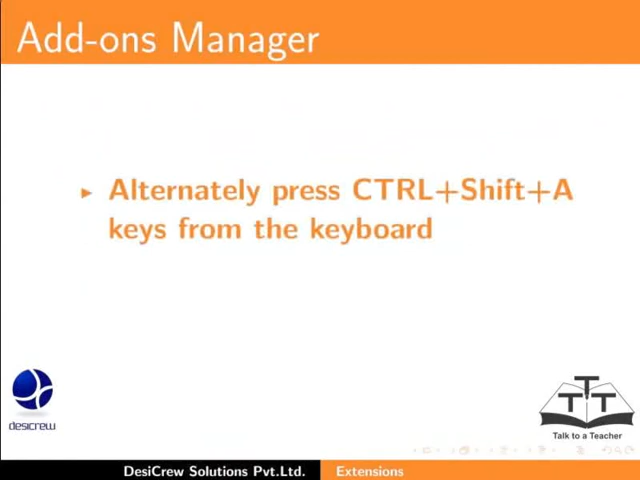 Add-ons Manager
Alternately press CTRL+Shift+A
keys from the keyboard
desicrew
T T T
Talk to a Teacher
DesiCrew Solutions Pvt.Ltd. Extensions